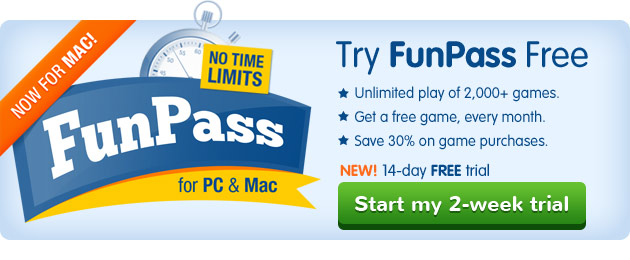 NOW FOR MAC!
NO TIME
LIMITS
FunPass
for PC & Mac
Try FunPass Free
Unlimited play of 2,000+ games.
Get a free game, every month.
Save 30% on game purchases.
NEW! 14-day FREE trial
Start my 2-week trial